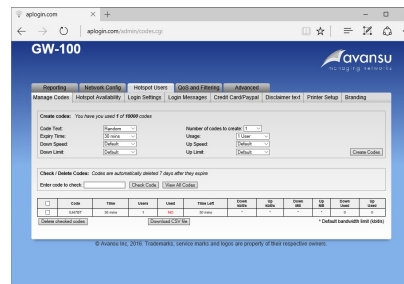 aplogin.com
aplogin.com/admin/codes.cgi
GW-100
avansu
managing networks
Reporting Network Config Hotspot Users QoS and Filtering Advanced
Manage Codes Hotspot Availability Login Settings Login Messages Credit Card/Paypal Disclaimer text Printer Setup Branding
Create codes: You have you used 1 of 10000 codes
Code Text: Random Number of codes to create: 1
Expiry Time: 30 mins Usage: 1 User
Down Speed: Default Up Speed: Default
Down Limit: Default Up Limit: Default Create Codes
Check / Delete Codes: Codes are automatically deleted 7 days after they expire
Enter code to check: Check Code View All Codes
Code Time Users Used Time Left Down kbit/s Up kbit/s Down MB Up MB Down Used Up Used
30 mins 1 NO 30 mins * * * * 0 0
Delete checked codes Download CSV file * Default bandwidth limit (kbit/s)
© Avansu Inc, 2016. Trademarks, service marks and logos are property of their respective owners.